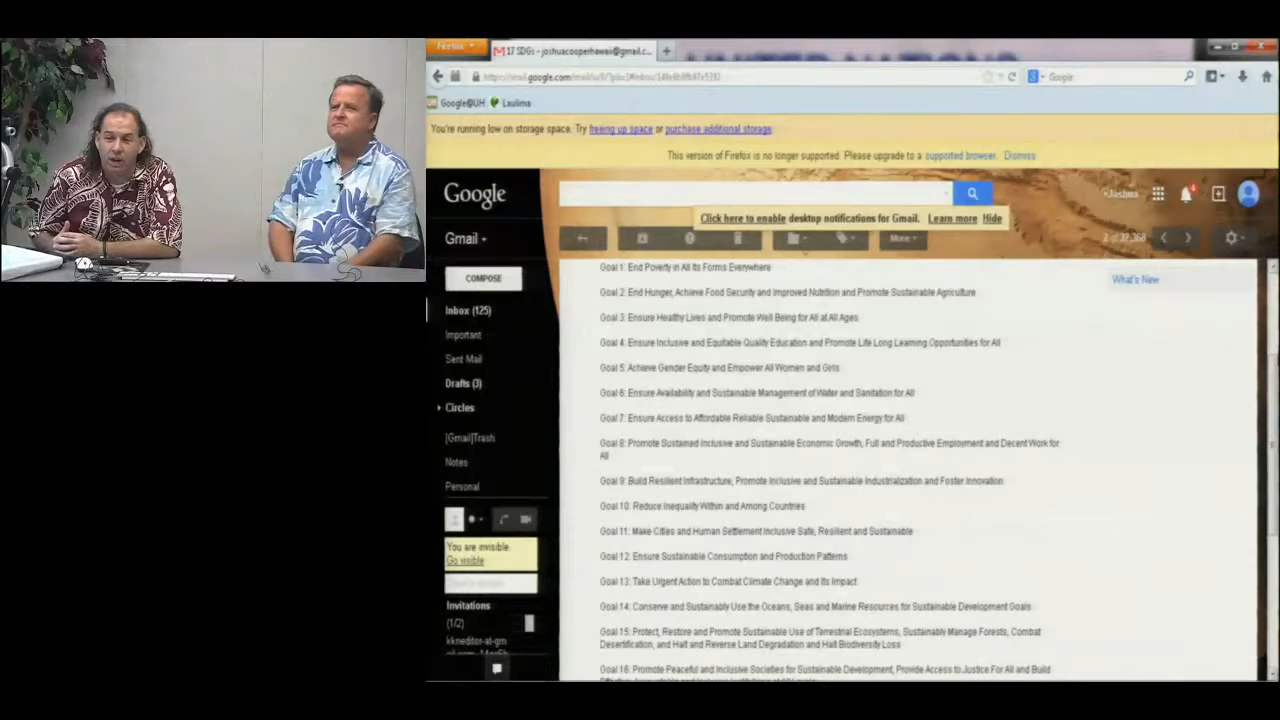 Firefox
17 SDGs - joshuacooperhawaii@gmail.c...
UNITED NATIONS
Google
Google@UH
Laulima
You're running low on storage space. Try freeing up space or purchase additional storage.
This version of Firefox is no longer supported. Please upgrade to a supported browser. Dismiss
Google
+Joshua
4
Click here to enable desktop notifications for Gmail. Learn more Hide
Gmail
More
2 of 32,368
COMPOSE
Inbox (125)
Important
Sent Mail
Drafts (3)
Circles
[Gmail]Trash
Notes
Personal
You are invisible.
Go visible
Invitations
(1/2)
kkneditor-at-gm
What's New
Goal 1: End Poverty in All Its Forms Everywhere
Goal 2: End Hunger, Achieve Food Security and Improved Nutrition and Promote Sustainable Agriculture
Goal 3: Ensure Healthy Lives and Promote Well Being for All at All Ages
Goal 4: Ensure Inclusive and Equitable Quality Education and Promote Life Long Learning Opportunities for All
Goal 5: Achieve Gender Equity and Empower All Women and Girls
Goal 6: Ensure Availability and Sustainable Management of Water and Sanitation for All
Goal 7: Ensure Access to Affordable Reliable Sustainable and Modern Energy for All
Goal 8: Promote Sustained Inclusive and Sustainable Economic Growth, Full and Productive Employment and Decent Work for
All
Goal 9: Build Resilient Infrastructure, Promote Inclusive and Sustainable Industrialization and Foster Innovation
Goal 10: Reduce Inequality Within and Among Countries
Goal 11: Make Cities and Human Settlement Inclusive Safe, Resilient and Sustainable
Goal 12: Ensure Sustainable Consumption and Production Patterns
Goal 13: Take Urgent Action to Combat Climate Change and Its Impact
Goal 14: Conserve and Sustainably Use the Oceans, Seas and Marine Resources for Sustainable Development Goals
Goal 15: Protect, Restore and Promote Sustainable Use of Terrestrial Ecosystems, Sustainably Manage Forests, Combat
Desertification, and Halt and Reverse Land Degradation and Halt Biodiversity Loss
Goal 16: Promote Peaceful and Inclusive Societies for Sustainable Development, Provide Access to Justice For All and Build